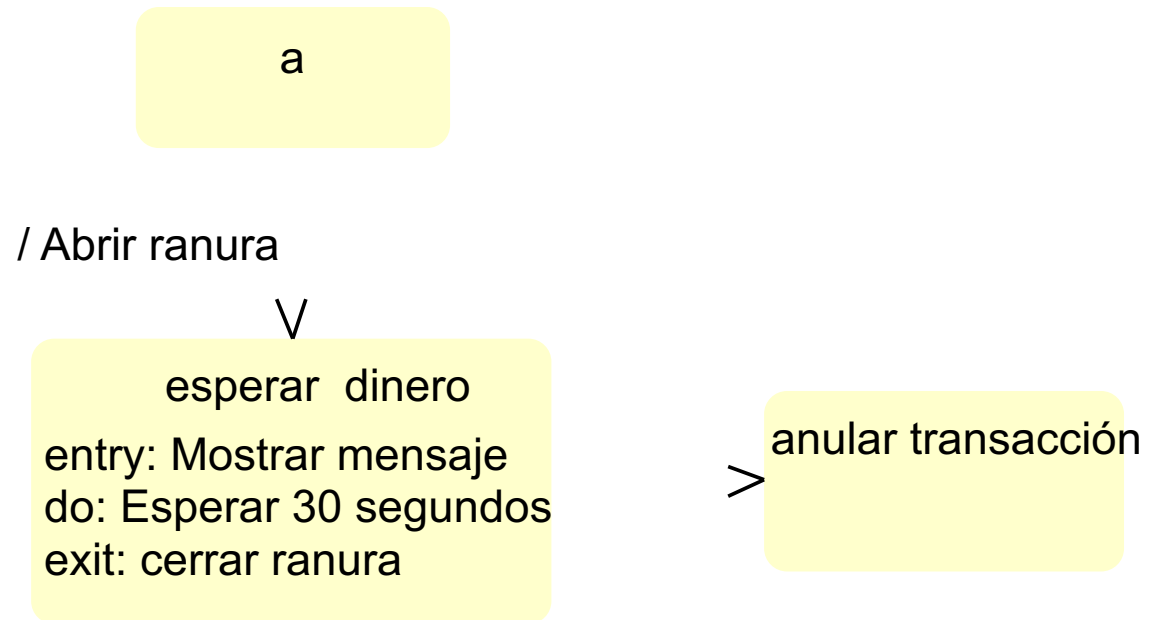 a
/ Abrir ranura
esperar dinero
entry: Mostrar mensaje
do: Esperar 30 segundos
exit: cerrar ranura
anular transacción